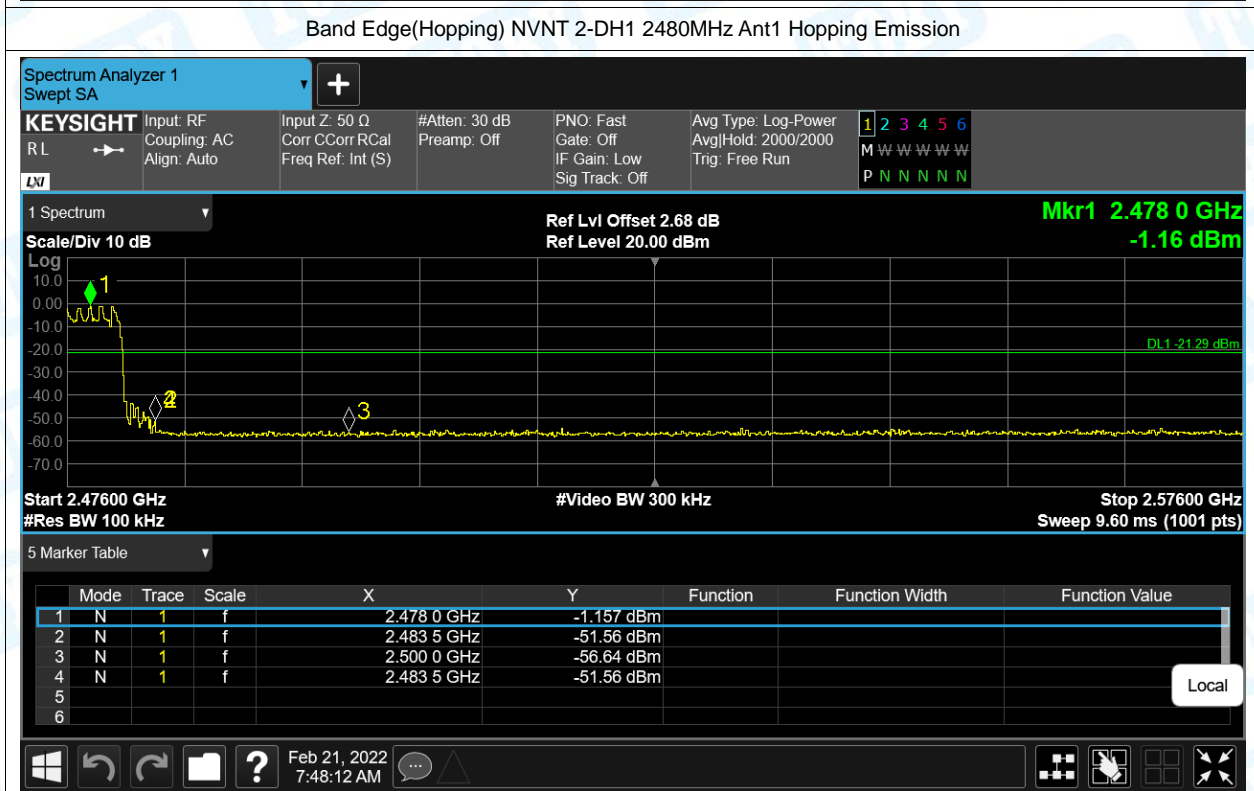 Band Edge(Hopping) NVNT 2-DH1 2480MHz Ant1 Hopping Emission
Spectrum Analyzer 1
Swept SA
+
KEYSIGHT
R L
LXI
Input: RF
Coupling: AC
Align: Auto
Input Z: 50 Ω
Corr CCorr RCal
Freq Ref: Int (S)
#Atten: 30 dB
Preamp: Off
PNO: Fast
Gate: Off
IF Gain: Low
Sig Track: Off
Avg Type: Log-Power
Avg|Hold: 2000/2000
Trig: Free Run
1 2 3 4 5 6
M W W W W W
P N N N N N
1 Spectrum
Scale/Div 10 dB
Ref Lvl Offset 2.68 dB
Ref Level 20.00 dBm
Mkr1 2.478 0 GHz
-1.16 dBm
Log
10.0
0.00
-10.0
-20.0
-30.0
-40.0
-50.0
-60.0
-70.0
1
2
3
DL1 -21.29 dBm
Start 2.47600 GHz
#Video BW 300 kHz
Stop 2.57600 GHz
#Res BW 100 kHz
Sweep 9.60 ms (1001 pts)
5 Marker Table
Mode Trace Scale X Y Function Function Width Function Value
1 N 1 f 2.478 0 GHz -1.157 dBm
2 N 1 f 2.483 5 GHz -51.56 dBm
3 N 1 f 2.500 0 GHz -56.64 dBm
4 N 1 f 2.483 5 GHz -51.56 dBm
5
6
Local
?
Feb 21, 2022
7:48:12 AM